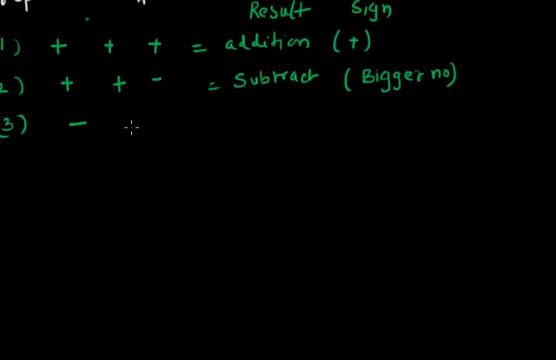 Result Sign
1) + + + = addition (+)
2) + + - = Subtract (Bigger no)
(3) -